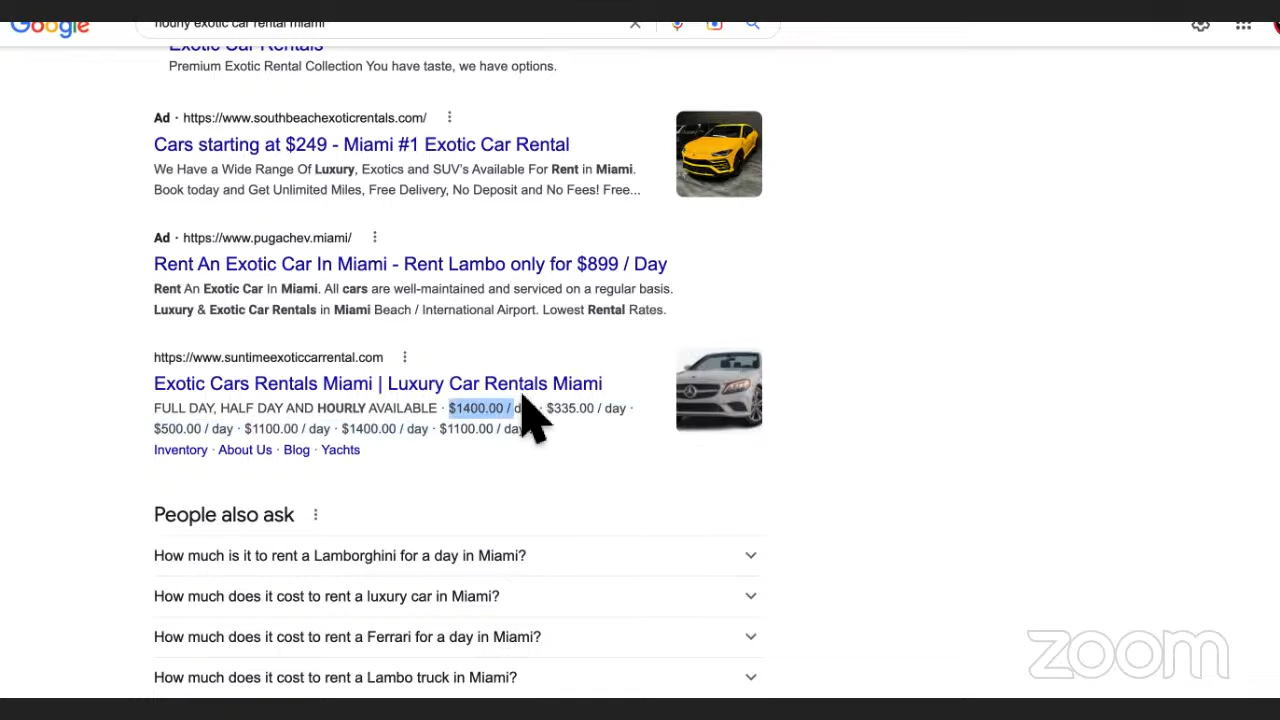 Google
hourly exotic car rental miami
Exotic Car Rentals
Premium Exotic Rental Collection You have taste, we have options.
Ad · https://www.southbeachexoticrentals.com/
Cars starting at $249 - Miami #1 Exotic Car Rental
We Have a Wide Range Of Luxury, Exotics and SUV's Available For Rent in Miami.
Book today and Get Unlimited Miles, Free Delivery, No Deposit and No Fees! Free...
Ad · https://www.pugachev.miami/
Rent An Exotic Car In Miami - Rent Lambo only for $899 / Day
Rent An Exotic Car In Miami. All cars are well-maintained and serviced on a regular basis.
Luxury & Exotic Car Rentals in Miami Beach / International Airport. Lowest Rental Rates.
https://www.suntimeexoticcarrental.com
Exotic Cars Rentals Miami | Luxury Car Rentals Miami
FULL DAY, HALF DAY AND HOURLY AVAILABLE · $1400.00 / · $335.00 / day ·
$500.00 / day · $1100.00 / day · $1400.00 / day · $1100.00 / day
Inventory · About Us · Blog · Yachts
People also ask
How much is it to rent a Lamborghini for a day in Miami?
How much does it cost to rent a luxury car in Miami?
How much does it cost to rent a Ferrari for a day in Miami?
How much does it cost to rent a Lambo truck in Miami?
zoom